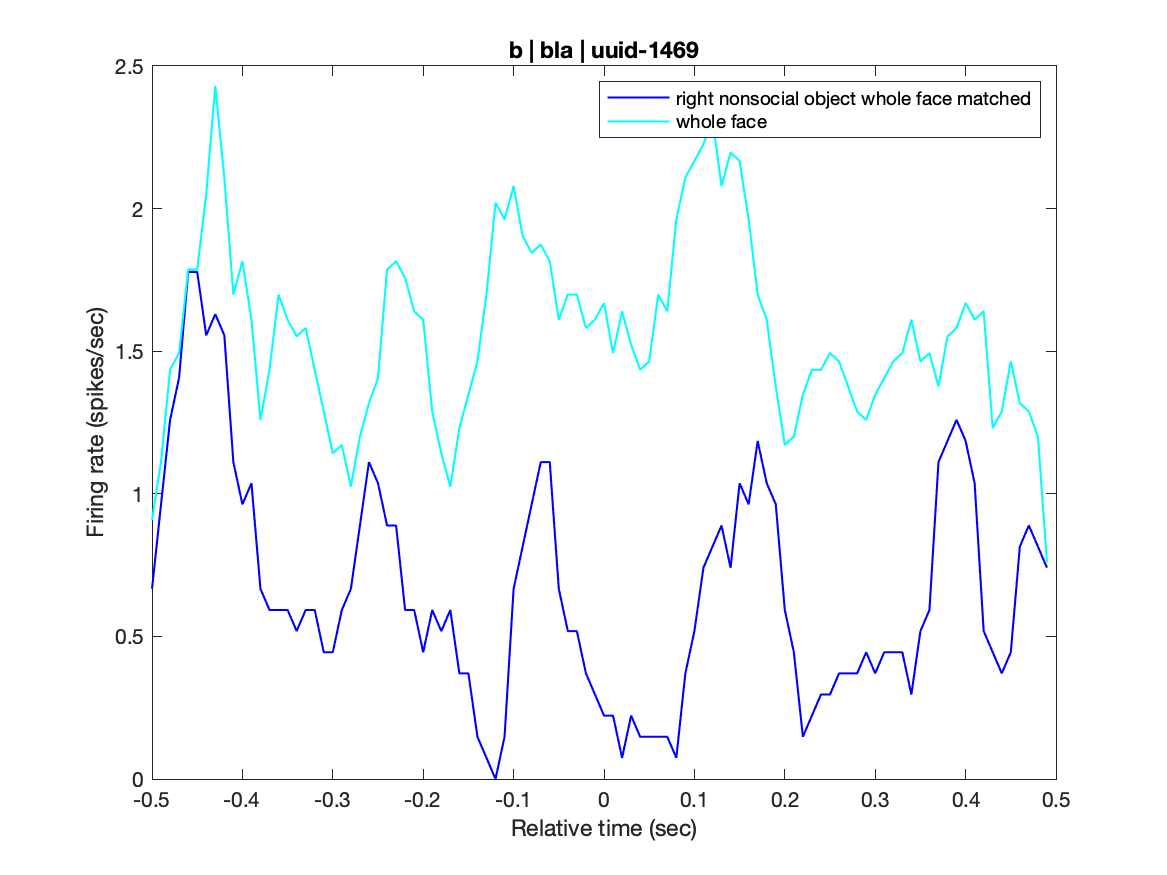 b | bla | uuid-1469
2.5
right nonsocial object whole face matched
whole face
2
1.5
1
0.5
0
Firing rate (spikes/sec)
-0.5 -0.4 -0.3 -0.2 -0.1 0 0.1 0.2 0.3 0.4 0.5
Relative time (sec)